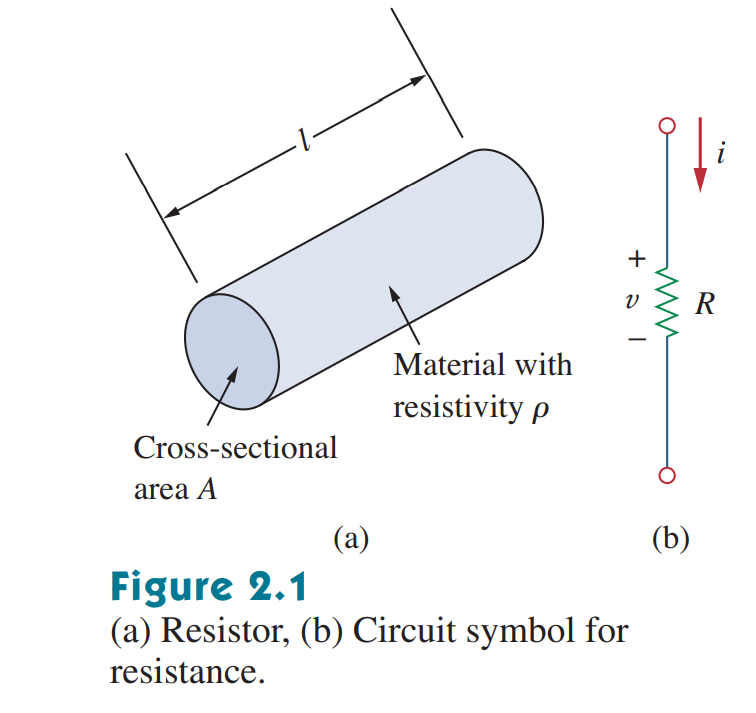 l
i
+
v
R
−
Material with
resistivity ρ
Cross-sectional
area A
(a)
(b)
Figure 2.1
(a) Resistor, (b) Circuit symbol for
resistance.